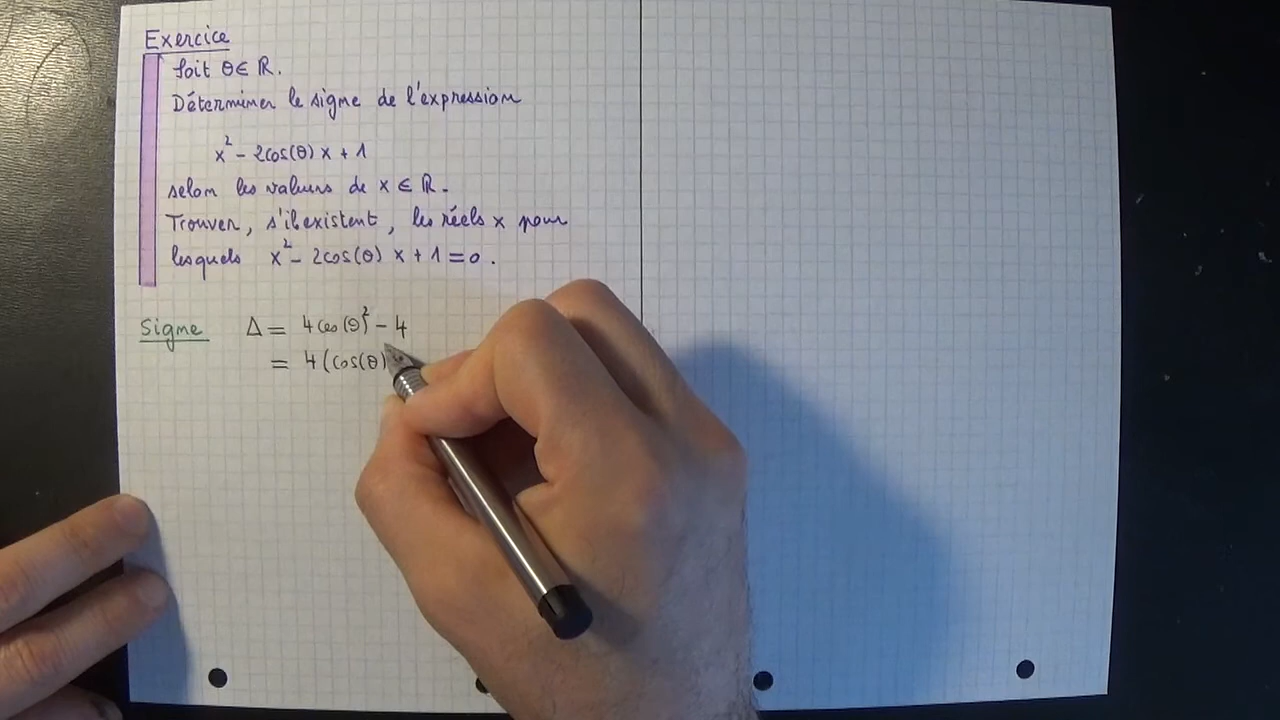 Exercice
Soit θ∈ ℝ.
Déterminer le signe de l'expression
x² - 2cos(θ) x + 1
selon les valeurs de x ∈ ℝ.
Trouver, s'il existent, les réels x pour
lesquels x² - 2cos(θ) x + 1 = 0.
Signe Δ = 4cos(θ)² - 4
= 4(cos(θ)